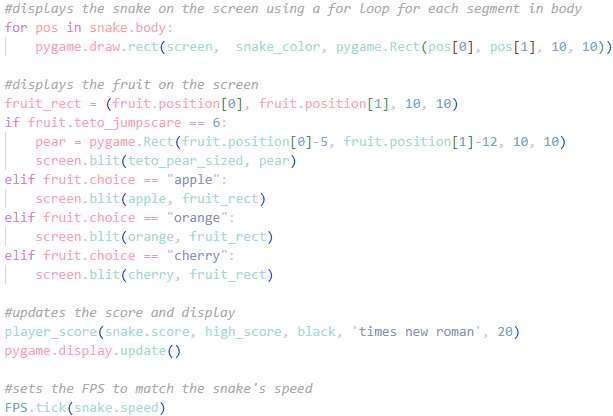 #displays the snake on the screen using a for loop for each segment in body
for pos in snake.body:
    pygame.draw.rect(screen,  snake_color, pygame.Rect(pos[0], pos[1], 10, 10))

#displays the fruit on the screen
fruit_rect = (fruit.position[0], fruit.position[1], 10, 10)
if fruit.teto_jumpscare == 6:
    pear = pygame.Rect(fruit.position[0]-5, fruit.position[1]-12, 10, 10)
    screen.blit(teto_pear_sized, pear)
elif fruit.choice == "apple":
    screen.blit(apple, fruit_rect)
elif fruit.choice == "orange":
    screen.blit(orange, fruit_rect)
elif fruit.choice == "cherry":
    screen.blit(cherry, fruit_rect)

#updates the score and display
player_score(snake.score, high_score, black, 'times new roman', 20)
pygame.display.update()

#sets the FPS to match the snake's speed
FPS.tick(snake.speed)